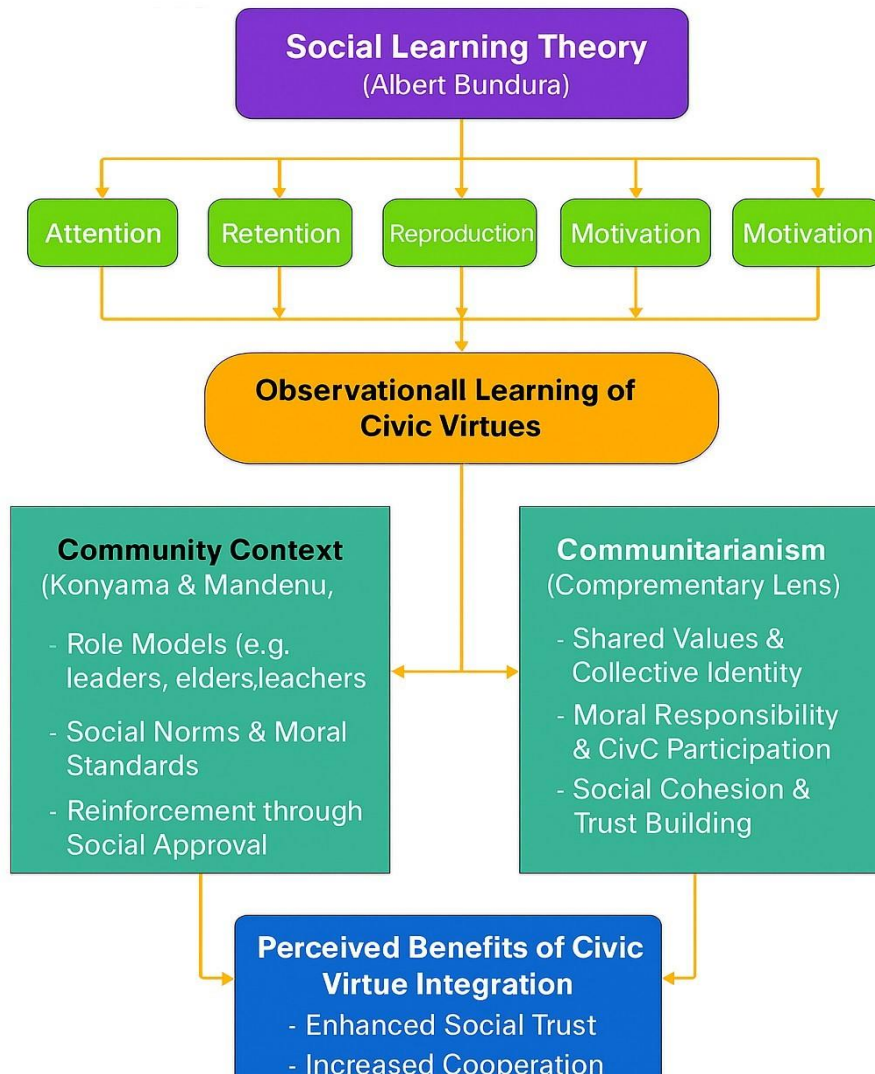 Social Learning Theory
(Albert Bundura)
Attention
Retention
Reproduction
Motivation
Motivation
Observationall Learning of
Civic Virtues
Community Context
(Konyama & Mandenu,
- Role Models (e.g.
leaders, elders,leachers
- Social Norms & Moral
Standards
- Reinforcement through
Social Approval
Communitarianism
(Comprementary Lens)
- Shared Values &
Collective Identity
- Moral Responsibility
& CivC Participation
- Social Cohesion &
Trust Building
Perceived Benefits of Civic
Virtue Integration
- Enhanced Social Trust
- Increased Cooperation